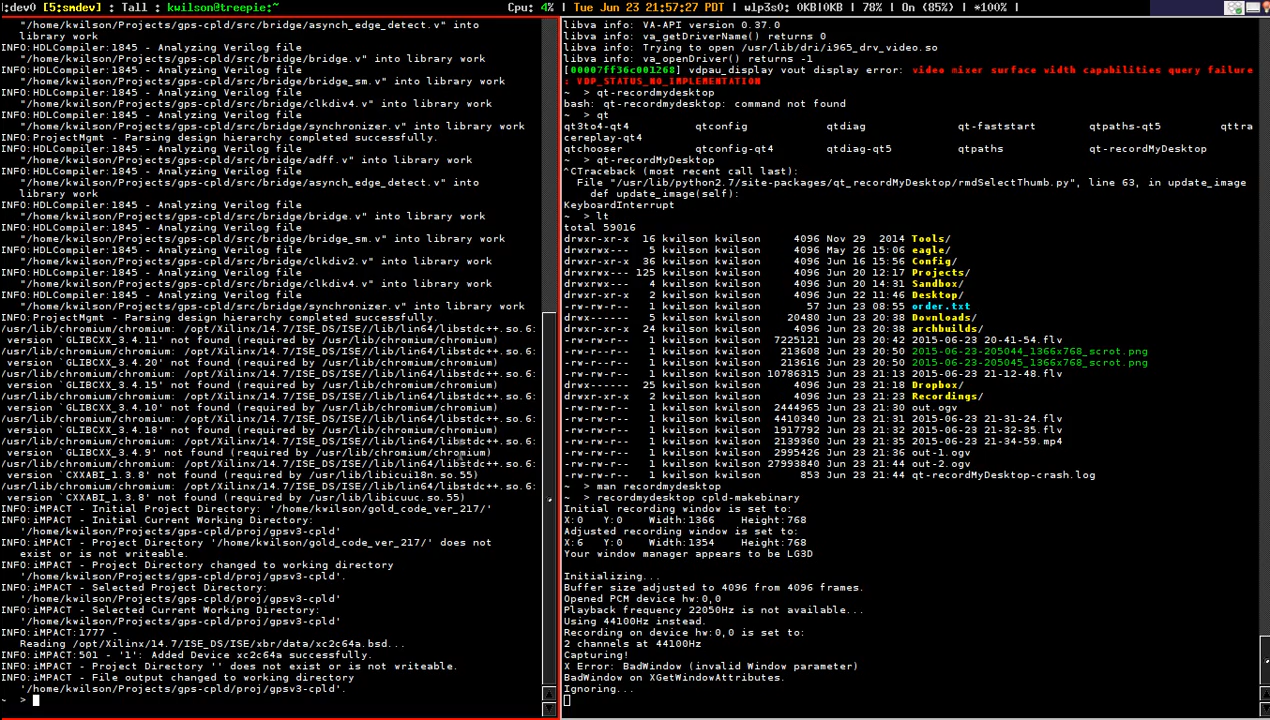 :dev0 [5:smdev] : Tall : kwilson@treepie:~
Cpu: 4% | Tue Jun 23 21:57:27 PDT | wlp3s0: 0KB|0KB | 78% | On (85%) | *100% |
"/home/kwilson/Projects/gps-cpld/src/bridge/asynch_edge_detect.v" into
library work
INFO:HDLCompiler:1845 - Analyzing Verilog file
"/home/kwilson/Projects/gps-cpld/src/bridge/bridge.v" into library work
INFO:HDLCompiler:1845 - Analyzing Verilog file
"/home/kwilson/Projects/gps-cpld/src/bridge/bridge_sm.v" into library work
INFO:HDLCompiler:1845 - Analyzing Verilog file
"/home/kwilson/Projects/gps-cpld/src/bridge/clkdiv4.v" into library work
INFO:HDLCompiler:1845 - Analyzing Verilog file
"/home/kwilson/Projects/gps-cpld/src/bridge/synchronizer.v" into library work
INFO:ProjectMgmt - Parsing design hierarchy completed successfully.
INFO:HDLCompiler:1845 - Analyzing Verilog file
"/home/kwilson/Projects/gps-cpld/src/bridge/adff.v" into library work
INFO:HDLCompiler:1845 - Analyzing Verilog file
"/home/kwilson/Projects/gps-cpld/src/bridge/asynch_edge_detect.v" into
library work
INFO:HDLCompiler:1845 - Analyzing Verilog file
"/home/kwilson/Projects/gps-cpld/src/bridge/bridge.v" into library work
INFO:HDLCompiler:1845 - Analyzing Verilog file
"/home/kwilson/Projects/gps-cpld/src/bridge/bridge_sm.v" into library work
INFO:HDLCompiler:1845 - Analyzing Verilog file
"/home/kwilson/Projects/gps-cpld/src/bridge/clkdiv2.v" into library work
INFO:HDLCompiler:1845 - Analyzing Verilog file
"/home/kwilson/Projects/gps-cpld/src/bridge/clkdiv4.v" into library work
INFO:HDLCompiler:1845 - Analyzing Verilog file
"/home/kwilson/Projects/gps-cpld/src/bridge/synchronizer.v" into library work
INFO:ProjectMgmt - Parsing design hierarchy completed successfully.
/usr/lib/chromium/chromium: /opt/Xilinx/14.7/ISE_DS/ISE//lib/lin64/libstdc++.so.6:
version `GLIBCXX_3.4.11' not found (required by /usr/lib/chromium/chromium)
/usr/lib/chromium/chromium: /opt/Xilinx/14.7/ISE_DS/ISE//lib/lin64/libstdc++.so.6:
version `GLIBCXX_3.4.20' not found (required by /usr/lib/chromium/chromium)
/usr/lib/chromium/chromium: /opt/Xilinx/14.7/ISE_DS/ISE//lib/lin64/libstdc++.so.6:
version `GLIBCXX_3.4.15' not found (required by /usr/lib/chromium/chromium)
/usr/lib/chromium/chromium: /opt/Xilinx/14.7/ISE_DS/ISE//lib/lin64/libstdc++.so.6:
version `GLIBCXX_3.4.10' not found (required by /usr/lib/chromium/chromium)
/usr/lib/chromium/chromium: /opt/Xilinx/14.7/ISE_DS/ISE//lib/lin64/libstdc++.so.6:
version `GLIBCXX_3.4.18' not found (required by /usr/lib/chromium/chromium)
/usr/lib/chromium/chromium: /opt/Xilinx/14.7/ISE_DS/ISE//lib/lin64/libstdc++.so.6:
version `GLIBCXX_3.4.9' not found (required by /usr/lib/chromium/chromium)
/usr/lib/chromium/chromium: /opt/Xilinx/14.7/ISE_DS/ISE//lib/lin64/libstdc++.so.6:
version `CXXABI_1.3.8' not found (required by /usr/lib/libicui18n.so.55)
/usr/lib/chromium/chromium: /opt/Xilinx/14.7/ISE_DS/ISE//lib/lin64/libstdc++.so.6:
version `CXXABI_1.3.8' not found (required by /usr/lib/libicuuc.so.55)
INFO:iMPACT - Initial Project Directory: '/home/kwilson/gold_code_ver_217/'
INFO:iMPACT - Initial Current Working Directory:
'/home/kwilson/Projects/gps-cpld/proj/gpsv3-cpld'
INFO:iMPACT - Project Directory '/home/kwilson/gold_code_ver_217/' does not
exist or is not writeable.
INFO:iMPACT - Project Directory changed to working directory
'/home/kwilson/Projects/gps-cpld/proj/gpsv3-cpld'.
INFO:iMPACT - Selected Project Directory:
'/home/kwilson/Projects/gps-cpld/proj/gpsv3-cpld'
INFO:iMPACT - Selected Current Working Directory:
'/home/kwilson/Projects/gps-cpld/proj/gpsv3-cpld'
INFO:iMPACT:1777 -
Reading /opt/Xilinx/14.7/ISE_DS/ISE/xbr/data/xc2c64a.bsd...
INFO:iMPACT:501 - '1': Added Device xc2c64a successfully.
INFO:iMPACT - Project Directory '' does not exist or is not writeable.
INFO:iMPACT - File output changed to working directory
'/home/kwilson/Projects/gps-cpld/proj/gpsv3-cpld'.
~ >
libva info: VA-API version 0.37.0
libva info: va_getDriverName() returns 0
libva info: Trying to open /usr/lib/dri/i965_drv_video.so
libva info: va_openDriver() returns -1
[00007ff36c001268] vdpau_display vout display error: video mixer surface width capabilities query failure
: VDP_STATUS_NO_IMPLEMENTATION
~ > qt-recordmydesktop
bash: qt-recordmydesktop: command not found
~ > qt
qt3to4-qt4 qtconfig qtdiag qt-faststart qtpaths-qt5 qttra
cereplay-qt4
qtchooser qtconfig-qt4 qtdiag-qt5 qtpaths qt-recordMyDesktop
~ > qt-recordMyDesktop
^CTraceback (most recent call last):
File "/usr/lib/python2.7/site-packages/qt_recordMyDesktop/rmdSelectThumb.py", line 63, in update_image
def update_image(self):
KeyboardInterrupt
~ > lt
total 59016
drwxr-xr-x 16 kwilson kwilson 4096 Nov 29 2014 Tools/
drwxrwx--- 5 kwilson kwilson 4096 May 26 15:06 eagle/
drwxr-xr-x 36 kwilson kwilson 4096 Jun 16 15:56 Config/
drwxrwx--- 125 kwilson kwilson 4096 Jun 20 12:17 Projects/
drwxrwx--- 4 kwilson kwilson 4096 Jun 20 14:31 Sandbox/
drwxr-xr-x 2 kwilson kwilson 4096 Jun 22 11:46 Desktop/
-rw-rw-r-- 1 kwilson kwilson 57 Jun 23 08:55 order.txt
drwxrwx--- 5 kwilson kwilson 20480 Jun 23 20:38 Downloads/
drwxrwxr-x 24 kwilson kwilson 4096 Jun 23 20:38 archbuilds/
-rw-rw-r-- 1 kwilson kwilson 7225121 Jun 23 20:42 2015-06-23 20-41-54.flv
-rw-rw-r-- 1 kwilson kwilson 213608 Jun 23 20:50 2015-06-23-205044_1366x768_scrot.png
-rw-rw-r-- 1 kwilson kwilson 213616 Jun 23 20:50 2015-06-23-205045_1366x768_scrot.png
-rw-rw-r-- 1 kwilson kwilson 10786315 Jun 23 21:13 2015-06-23 21-12-48.flv
drwx------ 25 kwilson kwilson 4096 Jun 23 21:18 Dropbox/
drwxrwxr-x 2 kwilson kwilson 4096 Jun 23 21:23 Recordings/
-rw-rw-r-- 1 kwilson kwilson 2444965 Jun 23 21:30 out.ogv
-rw-rw-r-- 1 kwilson kwilson 4410340 Jun 23 21:31 2015-06-23 21-31-24.flv
-rw-rw-r-- 1 kwilson kwilson 1917792 Jun 23 21:32 2015-06-23 21-32-35.flv
-rw-rw-r-- 1 kwilson kwilson 2139360 Jun 23 21:35 2015-06-23 21-34-59.mp4
-rw-rw-r-- 1 kwilson kwilson 2995426 Jun 23 21:36 out-1.ogv
-rw-rw-r-- 1 kwilson kwilson 27993840 Jun 23 21:44 out-2.ogv
-rw-rw-r-- 1 kwilson kwilson 853 Jun 23 21:44 qt-recordMyDesktop-crash.log
~ > man recordmydesktop
~ > recordmydesktop cpld-makebinary
Initial recording window is set to:
X:0 Y:0 Width:1366 Height:768
Adjusted recording window is set to:
X:6 Y:0 Width:1354 Height:768
Your window manager appears to be LG3D
Initializing...
Buffer size adjusted to 4096 from 4096 frames.
Opened PCM device hw:0,0
Playback frequency 22050Hz is not available...
Using 44100Hz instead.
Recording on device hw:0,0 is set to:
2 channels at 44100Hz
Capturing!
X Error: BadWindow (invalid Window parameter)
BadWindow on XGetWindowAttributes.
Ignoring...